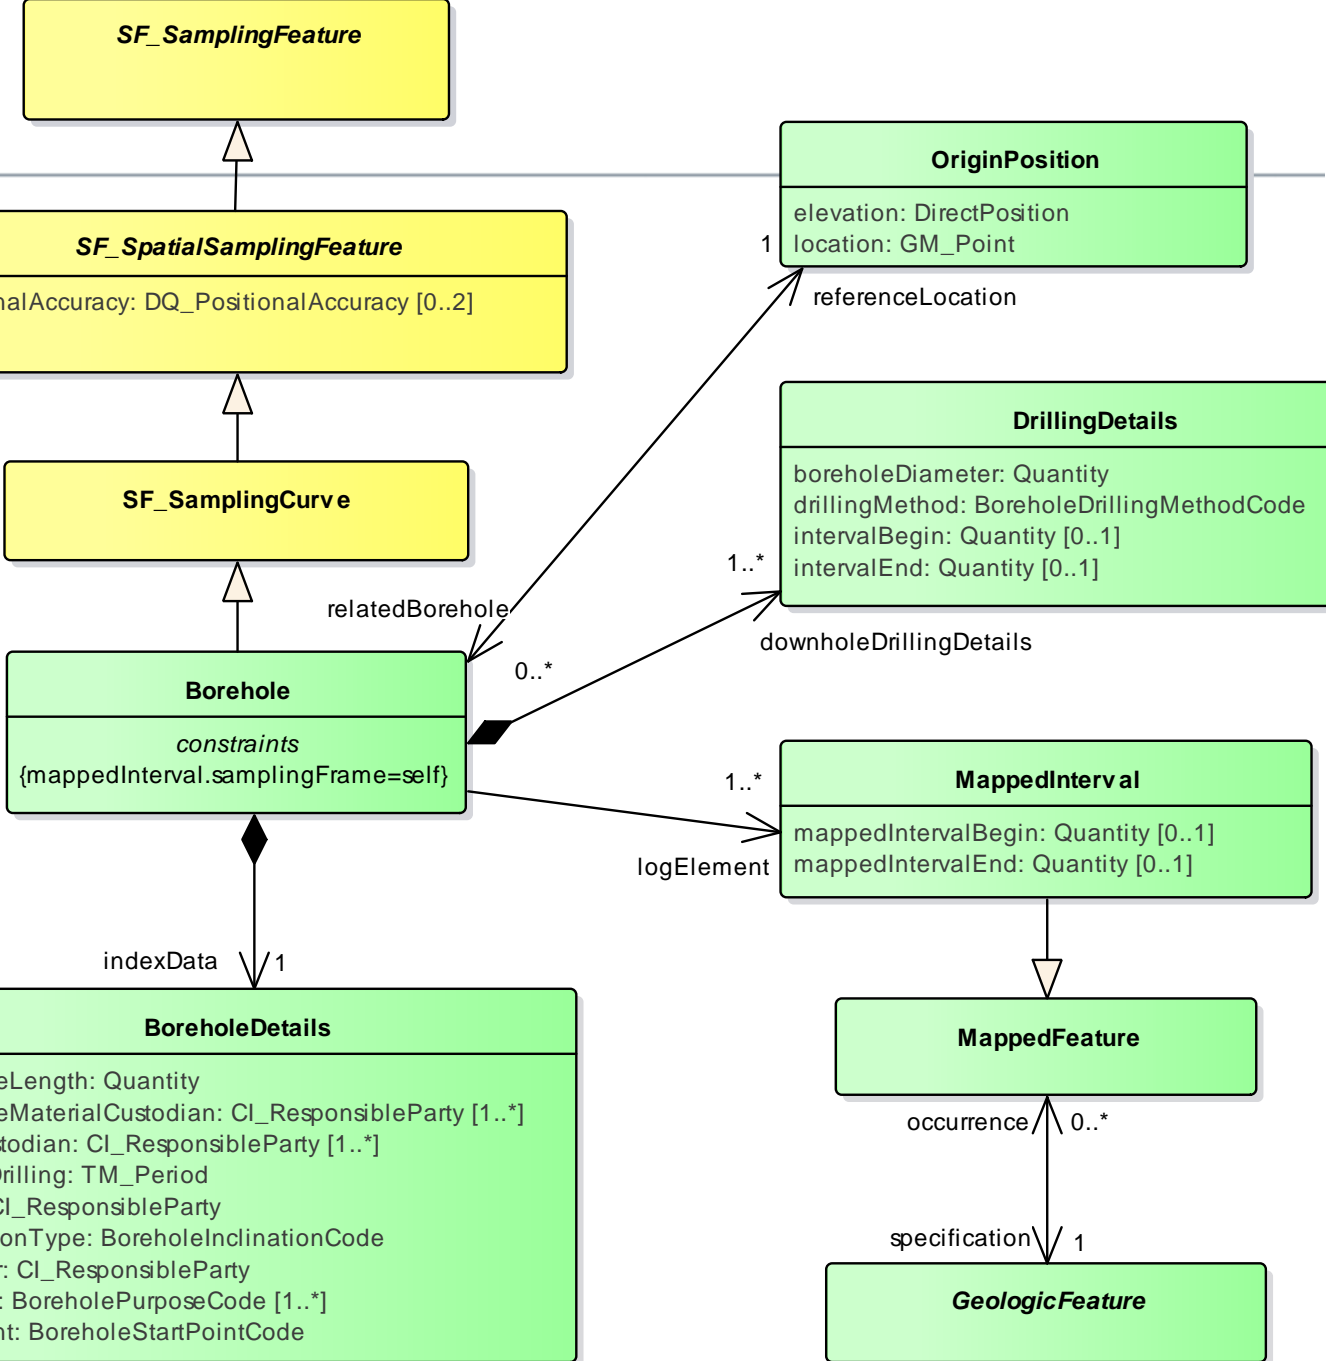 SF_SamplingFeature
OriginPosition
elevation: DirectPosition
location: GM_Point
1
referenceLocation
SF_SpatialSamplingFeature
nalAccuracy: DQ_PositionalAccuracy [0..2]
DrillingDetails
boreholeDiameter: Quantity
drillingMethod: BoreholeDrillingMethodCode
intervalBegin: Quantity [0..1]
intervalEnd: Quantity [0..1]
1..*
downholeDrillingDetails
SF_SamplingCurve
relatedBorehole
0..*
Borehole
constraints
{mappedInterval.samplingFrame=self}
MappedInterval
mappedIntervalBegin: Quantity [0..1]
mappedIntervalEnd: Quantity [0..1]
1..*
logElement
indexData
1
BoreholeDetails
eLength: Quantity
eMaterialCustodian: CI_ResponsibleParty [1..*]
todian: CI_ResponsibleParty [1..*]
Drilling: TM_Period
CI_ResponsibleParty
onType: BoreholeInclinationCode
r: CI_ResponsibleParty
: BoreholePurposeCode [1..*]
nt: BoreholeStartPointCode
MappedFeature
occurrence
0..*
specification
1
GeologicFeature